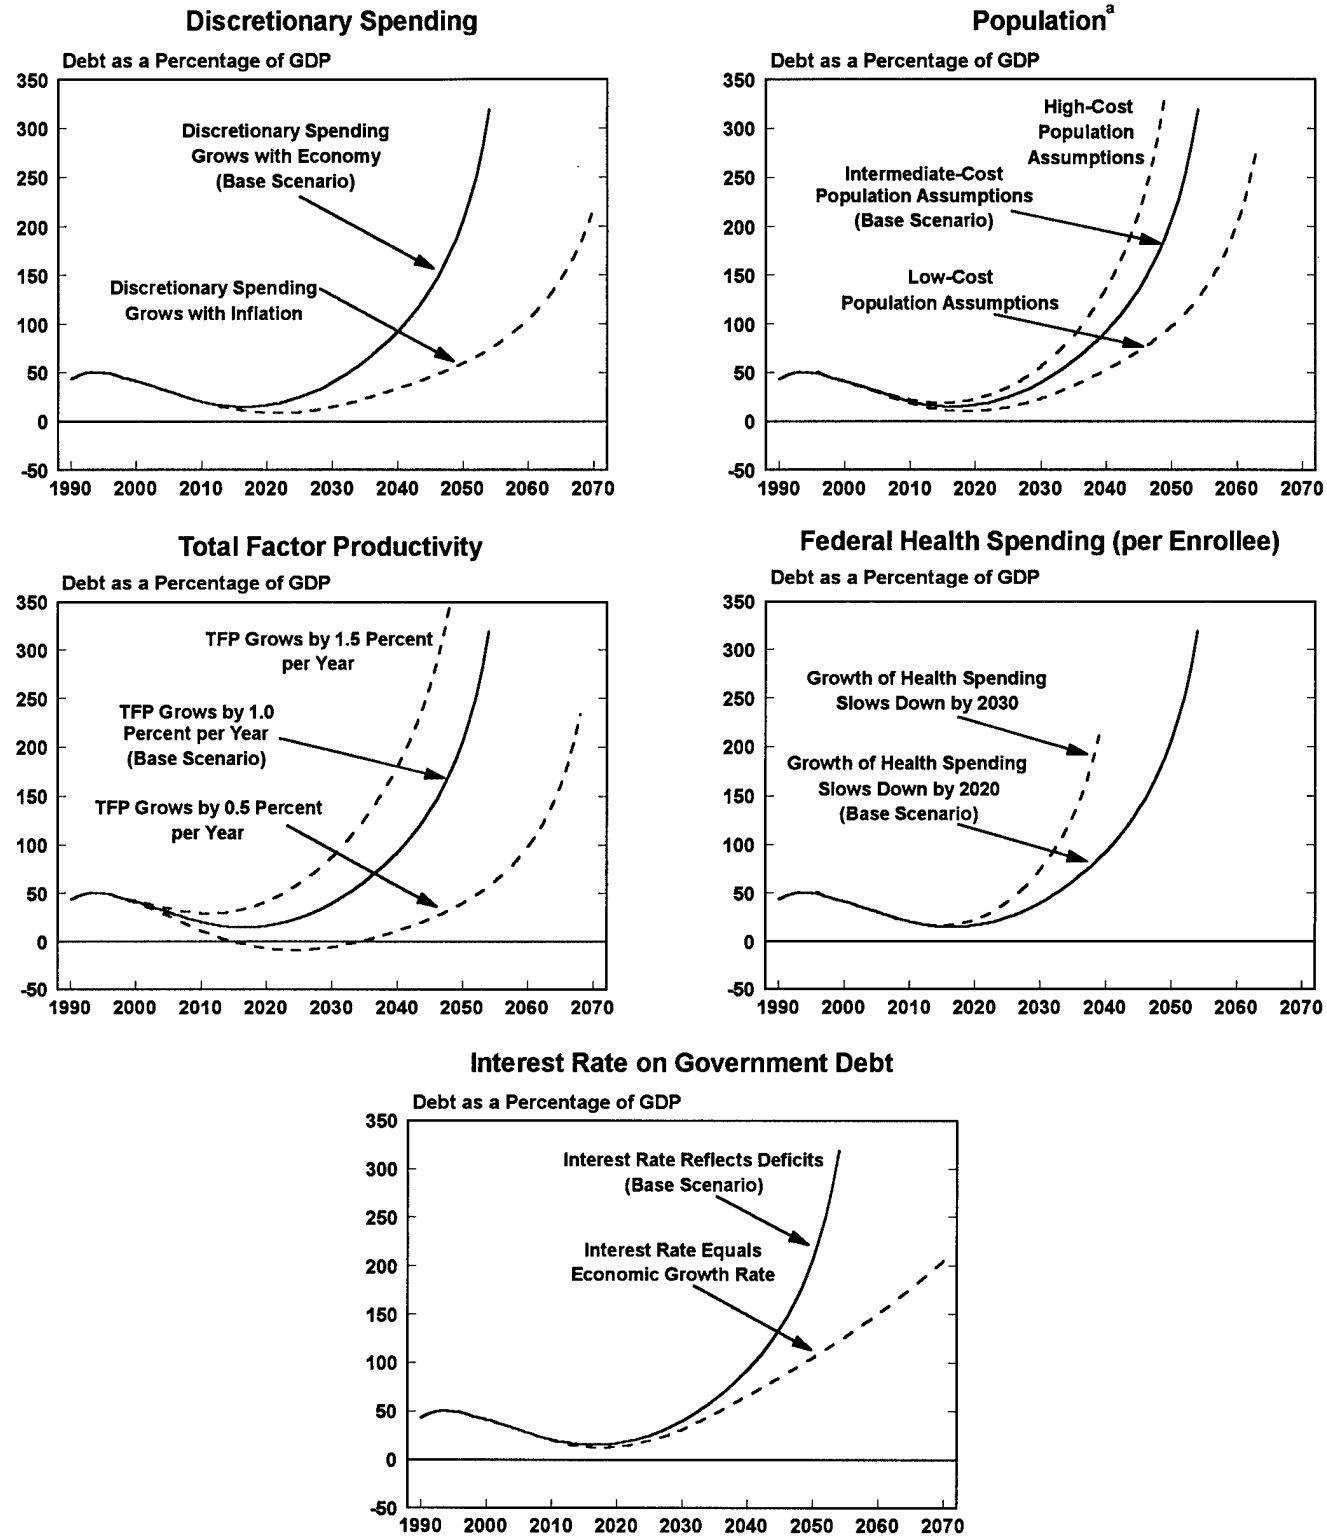 Discretionary Spending
Debt as a Percentage of GDP
350
300
250
200
150
100
50
0
-50
Discretionary Spending
Grows with Economy
(Base Scenario)
Discretionary Spending
Grows with Inflation
1990 2000 2010 2020 2030 2040 2050 2060 2070
Population a
Debt as a Percentage of GDP
350
300
250
200
150
100
50
0
-50
High-Cost
Population
Assumptions
Intermediate-Cost
Population Assumptions
(Base Scenario)
Low-Cost
Population Assumptions
1990 2000 2010 2020 2030 2040 2050 2060 2070
Total Factor Productivity
Debt as a Percentage of GDP
350
300
250
200
150
100
50
0
-50
TFP Grows by 1.5 Percent
per Year
TFP Grows by 1.0
Percent per Year
(Base Scenario)
TFP Grows by 0.5 Percent
per Year
1990 2000 2010 2020 2030 2040 2050 2060 2070
Federal Health Spending (per Enrollee)
Debt as a Percentage of GDP
350
300
250
200
150
100
50
0
-50
Growth of Health Spending
Slows Down by 2030
Growth of Health Spending
Slows Down by 2020
(Base Scenario)
1990 2000 2010 2020 2030 2040 2050 2060 2070
Interest Rate on Government Debt
Debt as a Percentage of GDP
350
300
250
200
150
100
50
0
-50
Interest Rate Reflects Deficits
(Base Scenario)
Interest Rate Equals
Economic Growth Rate
1990 2000 2010 2020 2030 2040 2050 2060 2070